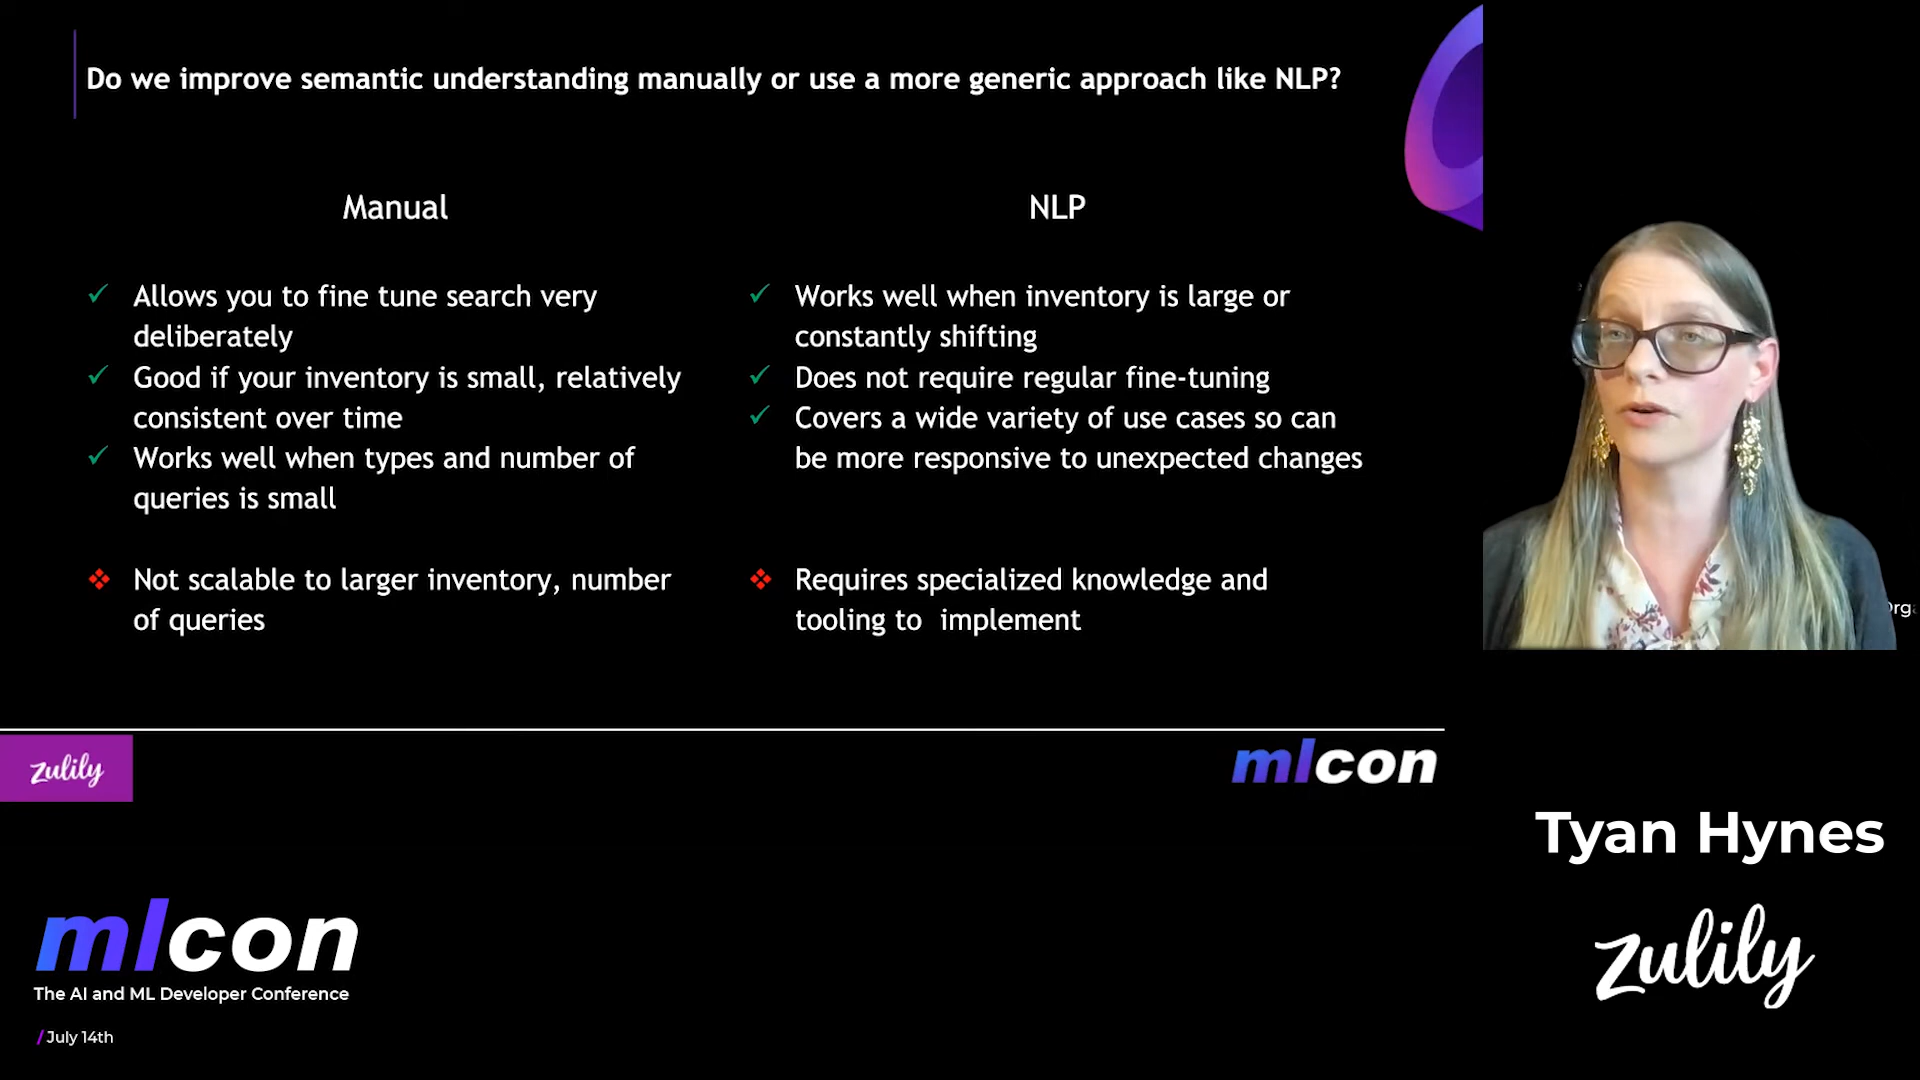 Do we improve semantic understanding manually or use a more generic approach like NLP?
Manual
Allows you to fine tune search very
deliberately
Good if your inventory is small, relatively
consistent over time
Works well when types and number of
queries is small
Not scalable to larger inventory, number
of queries
NLP
Works well when inventory is large or
constantly shifting
Does not require regular fine-tuning
Covers a wide variety of use cases so can
be more responsive to unexpected changes
Requires specialized knowledge and
tooling to implement
zulily
mlcon
Tyan Hynes
zulily
mlcon
The AI and ML Developer Conference
/ July 14th